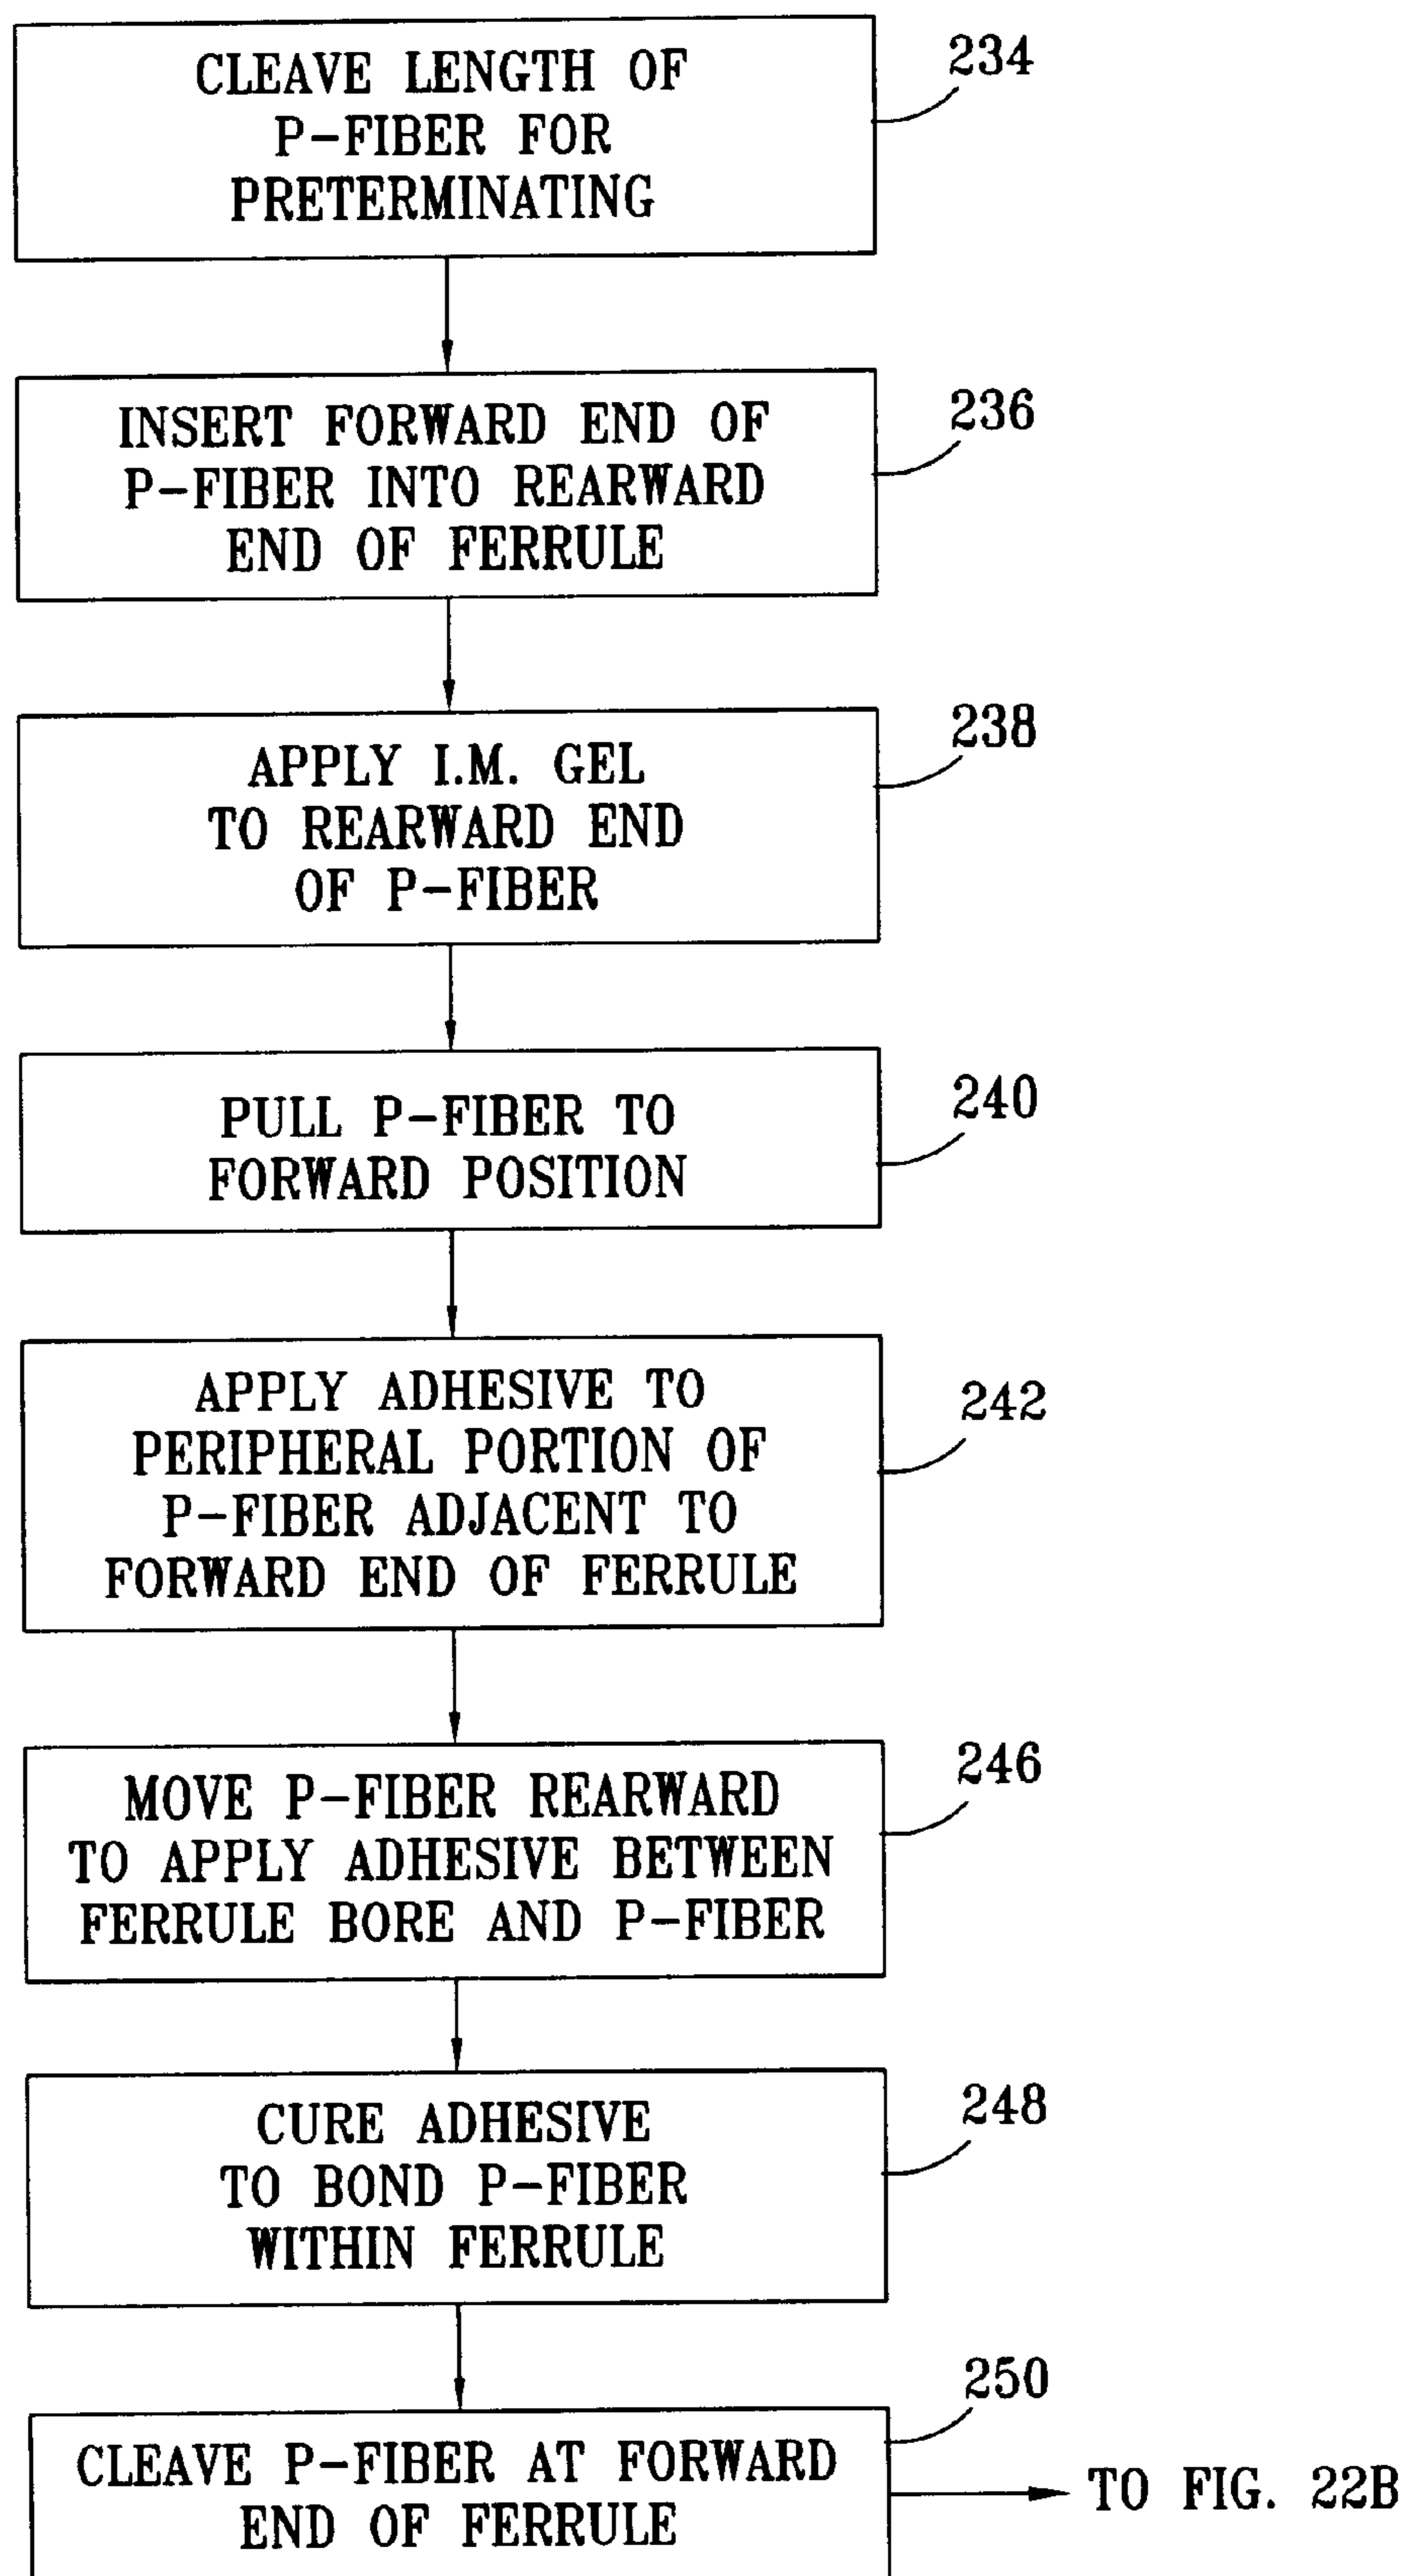 CLEAVE LENGTH OF
P-FIBER FOR
PRETERMINATING
234
INSERT FORWARD END OF
P-FIBER INTO REARWARD
END OF FERRULE
236
APPLY I.M. GEL
TO REARWARD END
OF P-FIBER
238
PULL P-FIBER TO
FORWARD POSITION
240
APPLY ADHESIVE TO
PERIPHERAL PORTION OF
P-FIBER ADJACENT TO
FORWARD END OF FERRULE
242
MOVE P-FIBER REARWARD
TO APPLY ADHESIVE BETWEEN
FERRULE BORE AND P-FIBER
246
CURE ADHESIVE
TO BOND P-FIBER
WITHIN FERRULE
248
CLEAVE P-FIBER AT FORWARD
END OF FERRULE
250
TO FIG. 22B